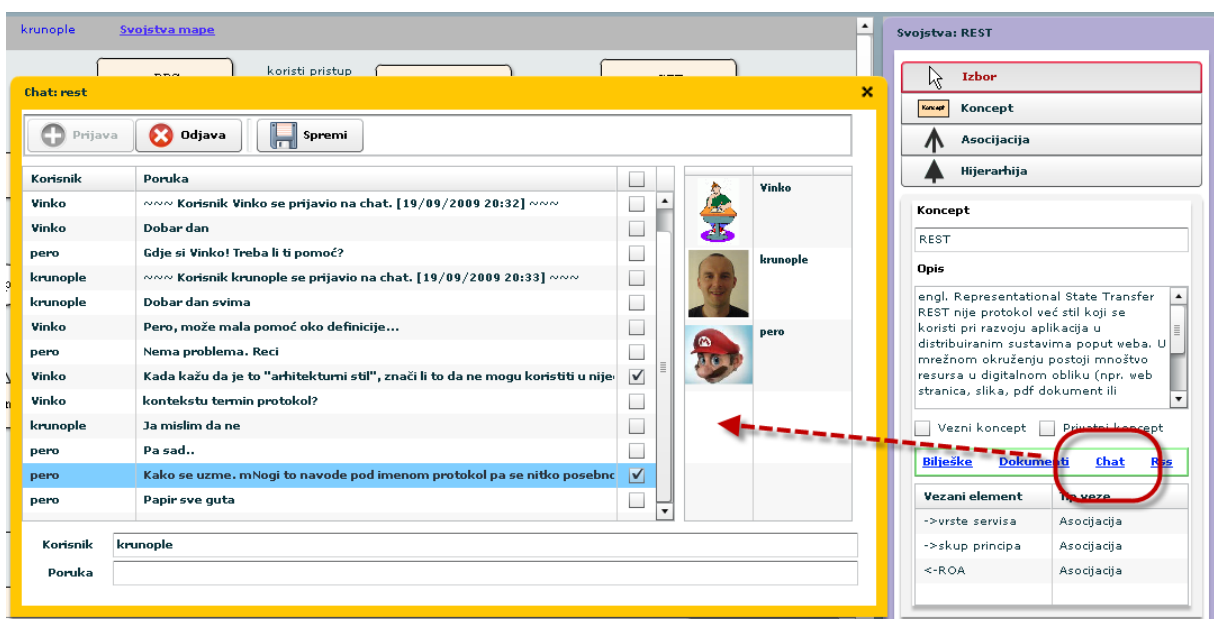 krunople Svojstva mape
koristi pristup
Chat: rest
Prijava Odjava Spremi
Korisnik Poruka
Vinko ~~~ Korisnik Vinko se prijavio na chat. [19/09/2009 20:32] ~~~
Vinko Dobar dan
pero Gdje si Vinko! Treba li ti pomoć?
krunople ~~~ Korisnik krunople se prijavio na chat. [19/09/2009 20:33] ~~~
krunople Dobar dan svima
Vinko Pero, može mala pomoć oko definicije...
pero Nema problema. Reci
Vinko Kada kažu da je to "arhitekturni stil", znači li to da ne mogu koristiti u nije
Vinko kontekstu termin protokol?
krunople Ja mislim da ne
pero Pa sad..
pero Kako se uzme. mNogi to navode pod imenom protokol pa se nitko posebno
pero Papir sve guta
Vinko
krunople
pero
Korisnik krunople
Poruka
Svojstva: REST
Izbor
Koncept Koncept
Asocijacija
Hijerarhija
Koncept
REST
Opis
engl. Representational State Transfer
REST nije protokol već stil koji se
koristi pri razvoju aplikacija u
distribuiranim sustavima poput weba. U
mrežnom okruženju postoji mnoštvo
resursa u digitalnom obliku (npr. web
stranica, slika, pdf dokument ili
Vezni koncept Privatni koncept
Bilješke Dokumenti Chat Rss
Vezani element Tip veze
->vrste servisa Asocijacija
->skup principa Asocijacija
<-ROA Asocijacija